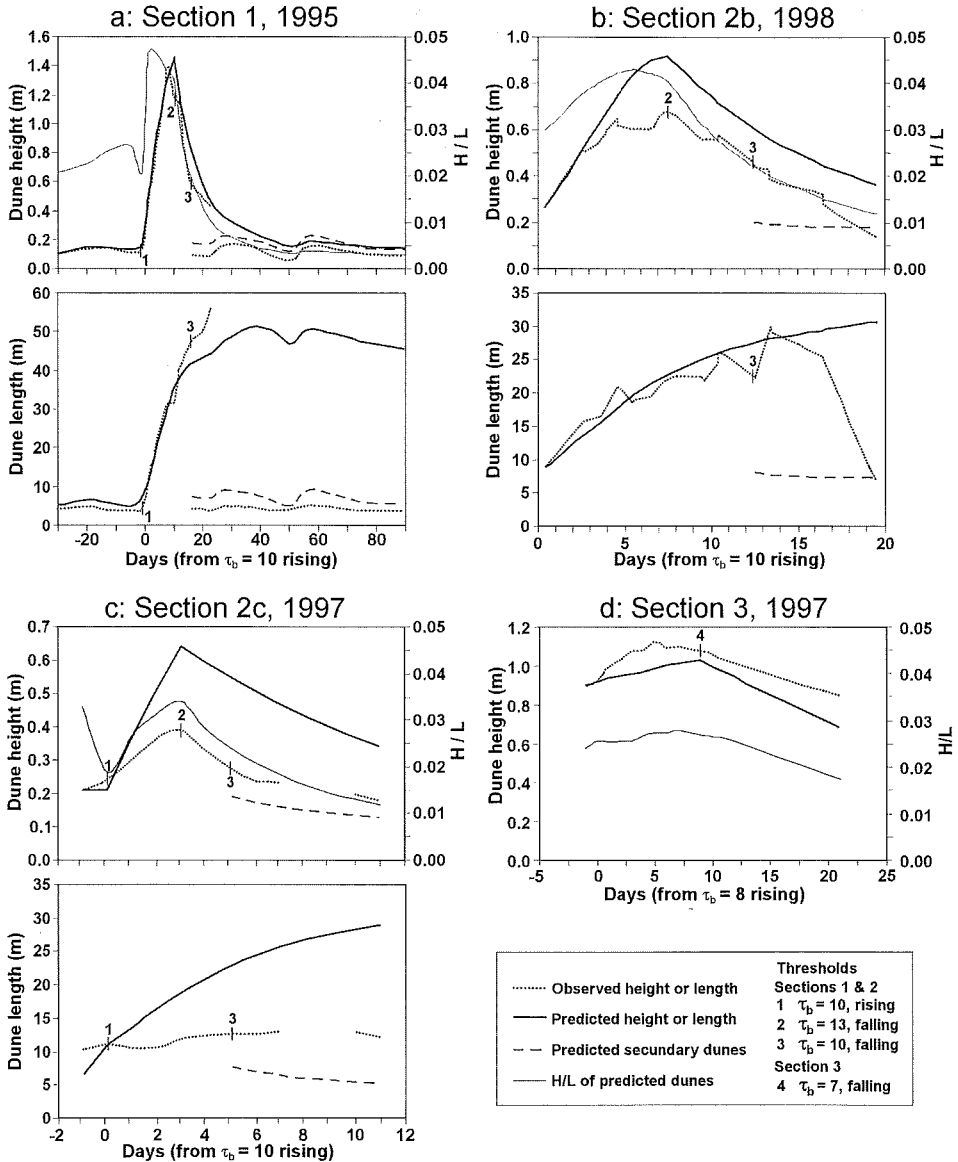 a: Section 1, 1995
1.6
1.4
1.2
1.0
0.8
0.6
0.4
0.2
0.0
Dune height (m)
0.05
0.04
0.03
0.02
0.01
0.00
H / L
1
2
3
60
50
40
30
20
10
0
Dune length (m)
1
3
-20 0 20 40 60 80
Days (from τb = 10 rising)
b: Section 2b, 1998
1.0
0.8
0.6
0.4
0.2
0.0
Dune height (m)
0.05
0.04
0.03
0.02
0.01
0.00
H / L
2
3
35
30
25
20
15
10
5
0
Dune length (m)
3
0 5 10 15 20
Days (from τb = 10 rising)
c: Section 2c, 1997
0.7
0.6
0.5
0.4
0.3
0.2
0.1
0.0
Dune height (m)
0.05
0.04
0.03
0.02
0.01
0.00
H / L
1
2
3
35
30
25
20
15
10
5
0
Dune length (m)
1
3
-2 0 2 4 6 8 10 12
Days (from τb = 10 rising)
d: Section 3, 1997
1.2
1.0
0.8
0.6
0.4
0.2
0.0
Dune height (m)
0.05
0.04
0.03
0.02
0.01
0.00
H/L
4
-5 0 5 10 15 20 25
Days (from τb = 8 rising)
Observed height or length
Predicted height or length
Predicted secundary dunes
H/L of predicted dunes
Thresholds
Sections 1 & 2
1 τb = 10, rising
2 τb = 13, falling
3 τb = 10, falling
Section 3
4 τb = 7, falling